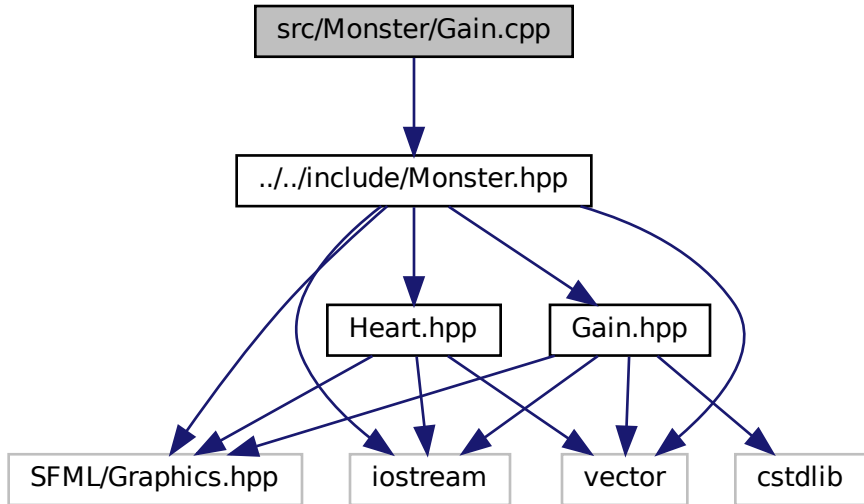 src/Monster/Gain.cpp
../../include/Monster.hpp
Heart.hpp
Gain.hpp
SFML/Graphics.hpp
iostream
vector
cstdlib